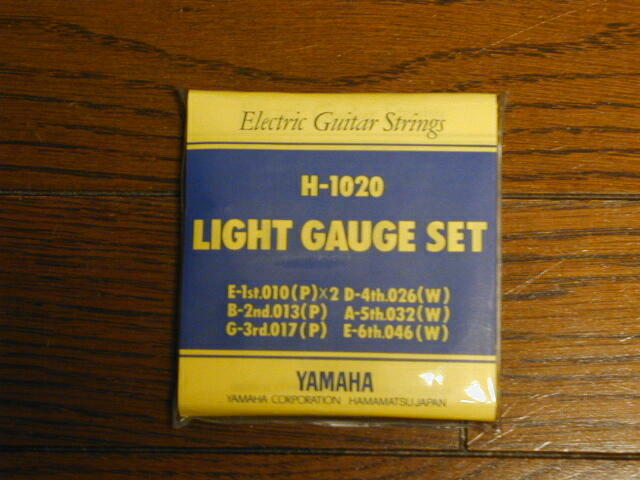 Electric Guitar Strings
H-1020
LIGHT GAUGE SET
E-1st.010(P)×2 D-4th.026(W)
B-2nd.013(P) A-5th.032(W)
G-3rd.017(P) E-6th.046(W)
YAMAHA
YAMAHA CORPORATION HAMAMATSU,JAPAN